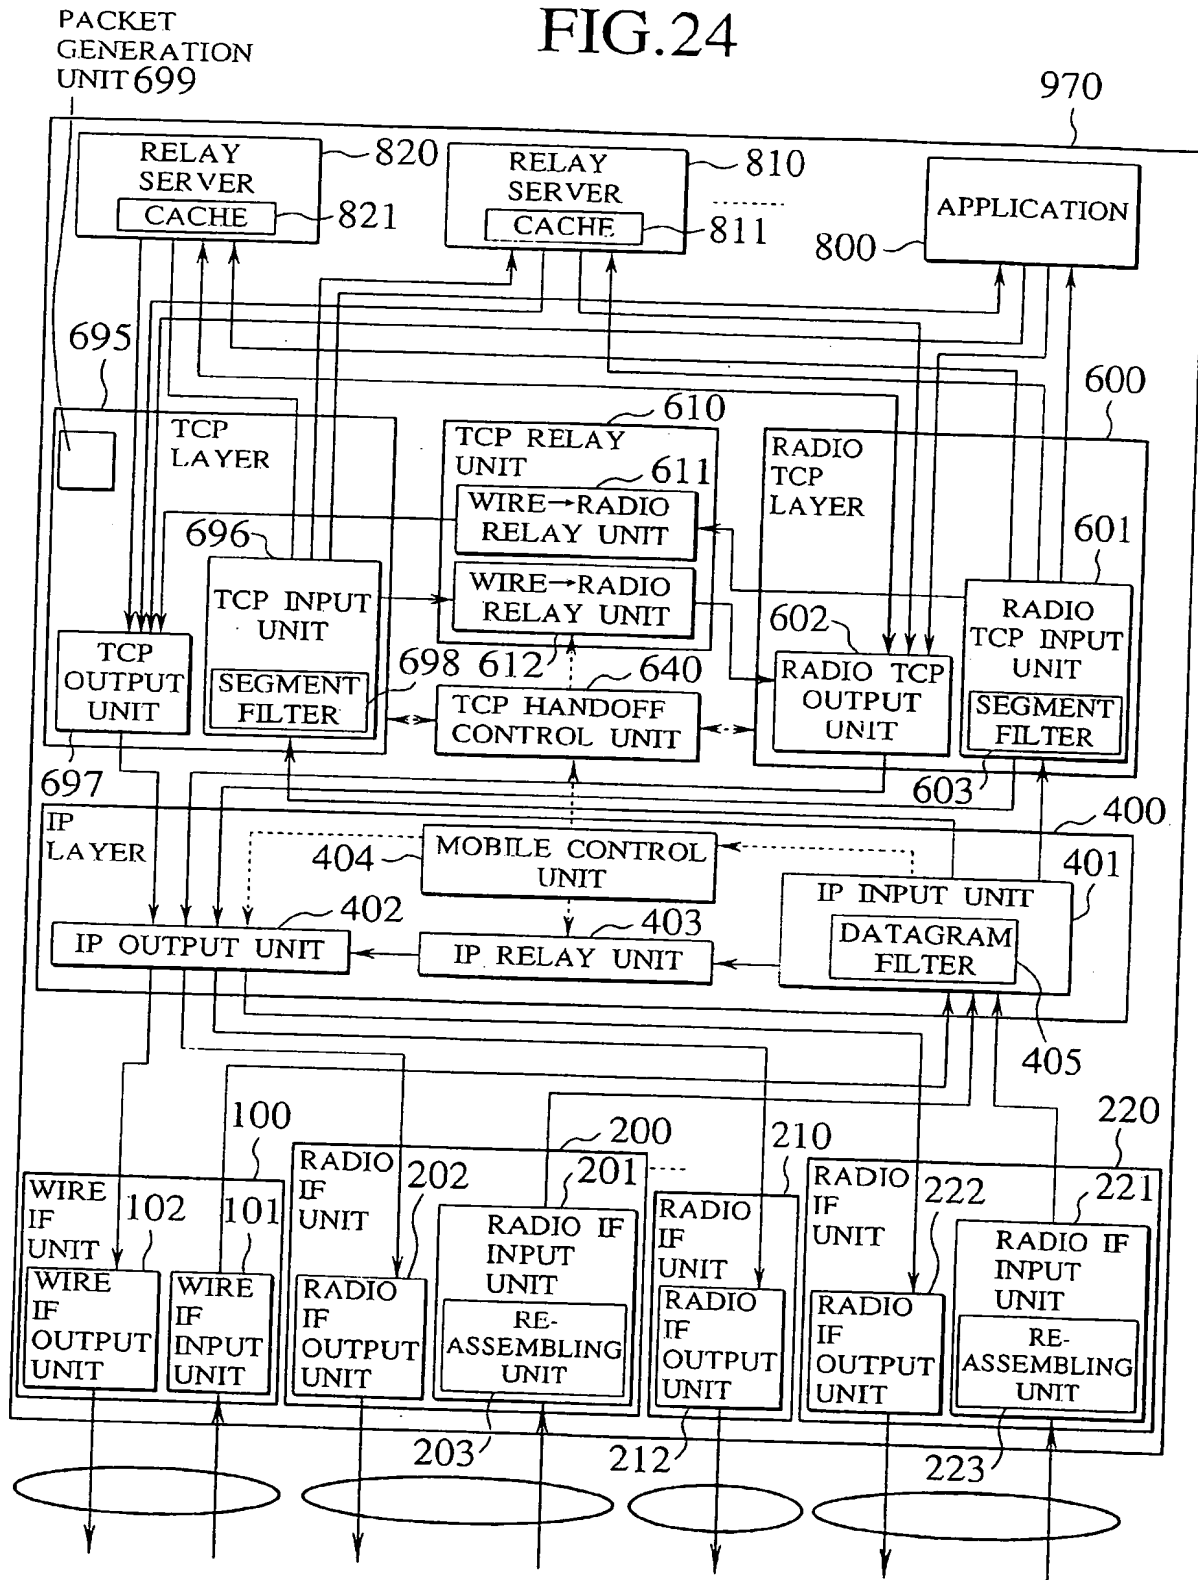 FIG.24
PACKET
GENERATION
UNIT 699
970
RELAY
SERVER
820
CACHE
821
RELAY
SERVER
810
CACHE
811
APPLICATION
800
695
TCP
LAYER
610
TCP RELAY
UNIT
611
WIRE→RADIO
RELAY UNIT
WIRE→RADIO
RELAY UNIT
612
600
RADIO
TCP
LAYER
601
RADIO
TCP INPUT
UNIT
SEGMENT
FILTER
603
696
TCP INPUT
UNIT
SEGMENT
FILTER
698
TCP
OUTPUT
UNIT
697
640
TCP HANDOFF
CONTROL UNIT
602
RADIO TCP
OUTPUT
UNIT
IP
LAYER
400
404
MOBILE CONTROL
UNIT
401
IP INPUT UNIT
DATAGRAM
FILTER
405
402
IP OUTPUT UNIT
403
IP RELAY UNIT
100
WIRE
IF
UNIT
102
101
WIRE
IF
OUTPUT
UNIT
WIRE
IF
INPUT
UNIT
200
RADIO
IF
UNIT
202
201
RADIO
IF
OUTPUT
UNIT
RADIO IF
INPUT
UNIT
RE-
ASSEMBLING
UNIT
203
210
RADIO
IF
UNIT
RADIO
IF
OUTPUT
UNIT
212
220
RADIO
IF
UNIT
222
221
RADIO
IF
OUTPUT
UNIT
RADIO IF
INPUT
UNIT
RE-
ASSEMBLING
UNIT
223